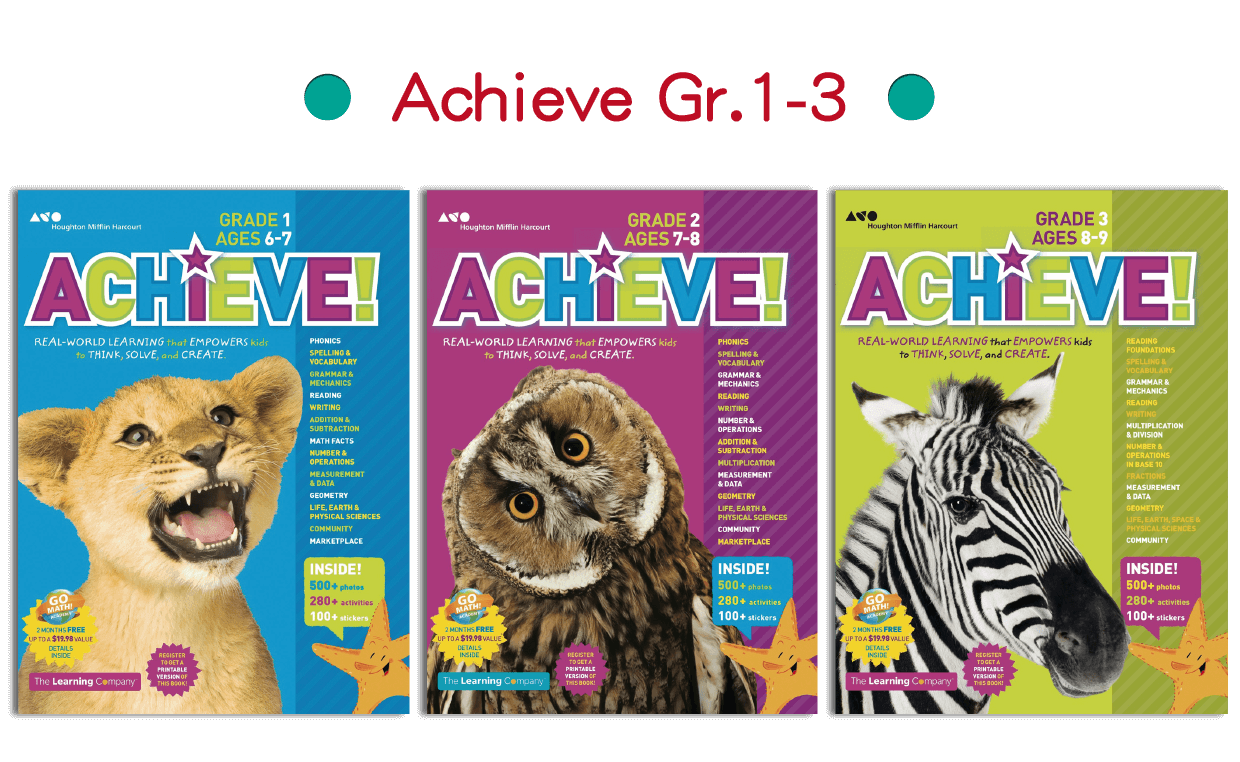 Achieve Gr.1-3
Houghton Mifflin Harcourt
GRADE 1
AGES 6-7
ACHiEVE!
REAL-WORLD LEARNING that EMPOWERS kids
to THINK, SOLVE, and CREATE.
PHONICS
SPELLING &
VOCABULARY
GRAMMAR &
MECHANICS
READING
WRITING
ADDITION &
SUBTRACTION
MATH FACTS
NUMBER &
OPERATIONS
MEASUREMENT
& DATA
GEOMETRY
LIFE, EARTH &
PHYSICAL SCIENCES
COMMUNITY
MARKETPLACE
INSIDE!
500+ photos
280+ activities
100+ stickers
GO
MATH!
ACADEMY
2 MONTHS FREE
UP TO A $19.98 VALUE
DETAILS
INSIDE
REGISTER
TO GET A
PRINTABLE
VERSION OF
THIS BOOK!
The Learning Company
Houghton Mifflin Harcourt
GRADE 2
AGES 7-8
ACHiEVE!
REAL-WORLD LEARNING that EMPOWERS kids
to THINK, SOLVE, and CREATE.
PHONICS
SPELLING &
VOCABULARY
GRAMMAR &
MECHANICS
READING
WRITING
NUMBER &
OPERATIONS
ADDITION &
SUBTRACTION
MULTIPLICATION
MEASUREMENT
& DATA
GEOMETRY
LIFE, EARTH &
PHYSICAL SCIENCES
COMMUNITY
MARKETPLACE
INSIDE!
500+ photos
280+ activities
100+ stickers
GO
MATH!
ACADEMY
2 MONTHS FREE
UP TO A $19.98 VALUE
DETAILS
INSIDE
REGISTER
TO GET A
PRINTABLE
VERSION OF
THIS BOOK!
The Learning Company
Houghton Mifflin Harcourt
GRADE 3
AGES 8-9
ACHiEVE!
REAL-WORLD LEARNING that EMPOWERS kids
to THINK, SOLVE, and CREATE.
READING
FOUNDATIONS
SPELLING &
VOCABULARY
GRAMMAR &
MECHANICS
READING
WRITING
MULTIPLICATION
& DIVISION
NUMBER &
OPERATIONS
IN BASE 10
FRACTIONS
MEASUREMENT
& DATA
GEOMETRY
LIFE, EARTH, SPACE &
PHYSICAL SCIENCES
COMMUNITY
INSIDE!
500+ photos
280+ activities
100+ stickers
GO
MATH!
ACADEMY
2 MONTHS FREE
UP TO A $19.98 VALUE
DETAILS
INSIDE
REGISTER
TO GET A
PRINTABLE
VERSION OF
THIS BOOK!
The Learning Company